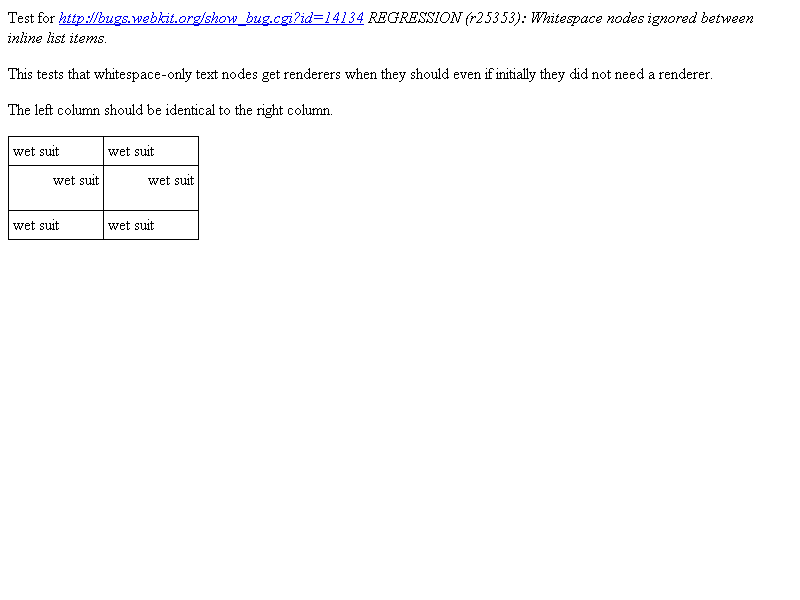 Test for http://bugs.webkit.org/show_bug.cgi?id=14134 REGRESSION (r25353): Whitespace nodes ignored between
inline list items.
This tests that whitespace-only text nodes get renderers when they should even if initially they did not need a renderer.
The left column should be identical to the right column.
wet suit wet suit
wet suit wet suit
wet suit wet suit